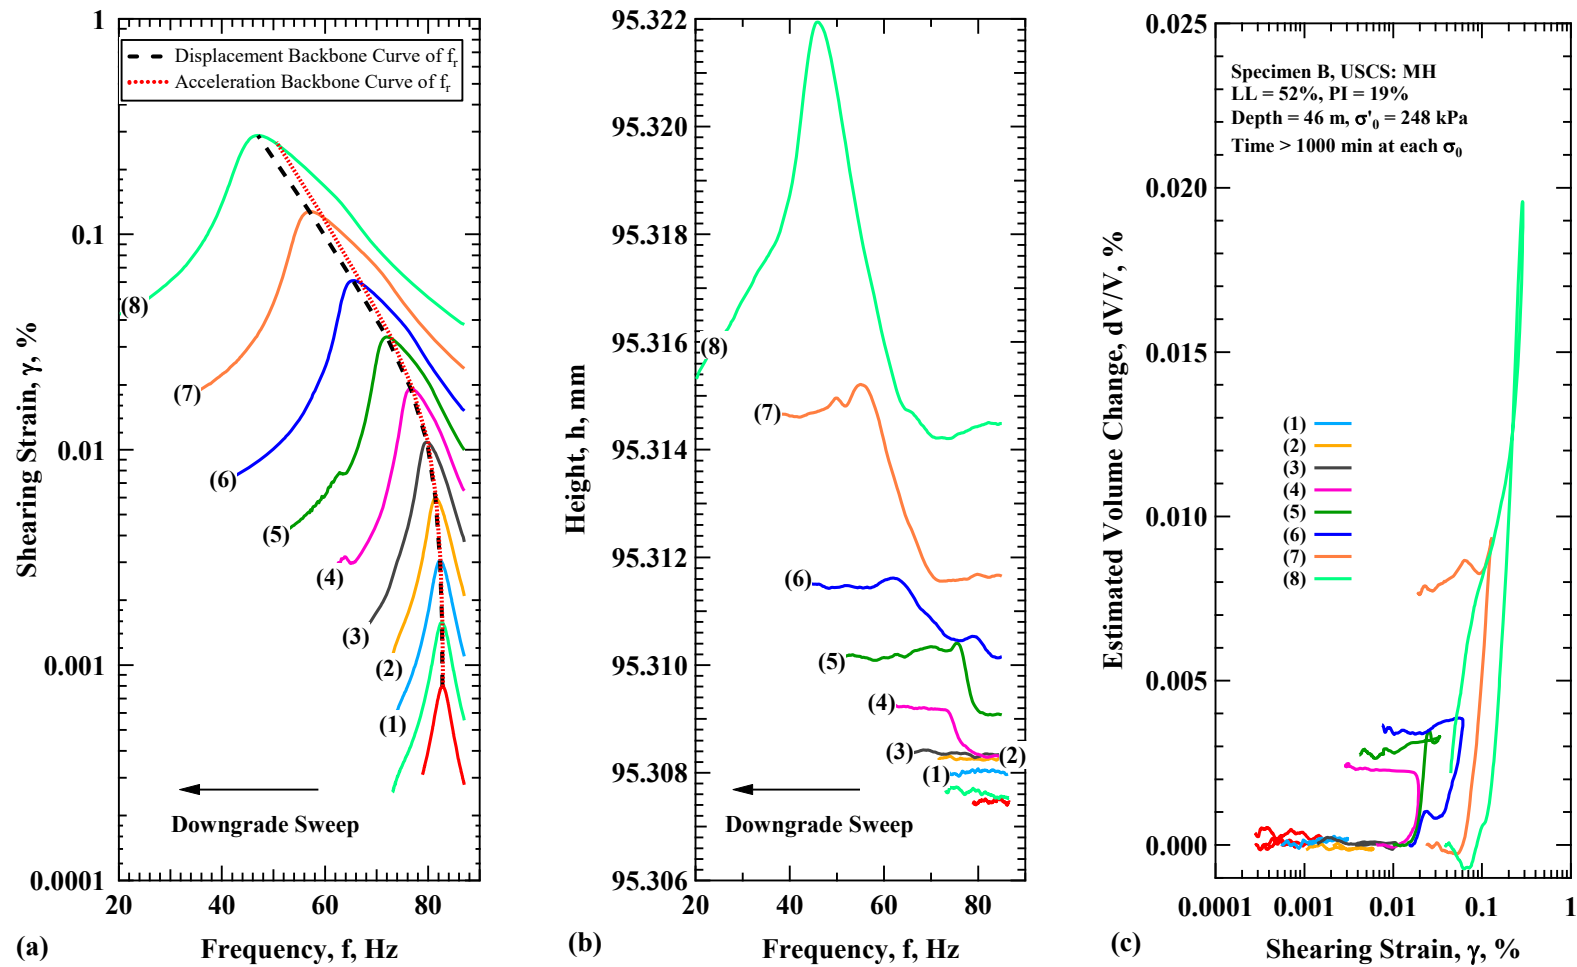 1
0.1
0.01
0.001
0.0001
Shearing Strain, γ, %
Displacement Backbone Curve of fr
Acceleration Backbone Curve of fr
(8)
(7)
(6)
(5)
(4)
(3)
(2)
(1)
Downgrade Sweep
20 40 60 80
(a) Frequency, f, Hz
95.322
95.320
95.318
95.316
95.314
95.312
95.310
95.308
95.306
Height, h, mm
(8)
(7)
(6)
(5)
(4)
(3)
(2)
(1)
Downgrade Sweep
20 40 60 80
(b) Frequency, f, Hz
0.025
0.020
0.015
0.010
0.005
0.000
Estimated Volume Change, dV/V, %
Specimen B, USCS: MH
LL = 52%, PI = 19%
Depth = 46 m, σ'0 = 248 kPa
Time > 1000 min at each σ0
(1)
(2)
(3)
(4)
(5)
(6)
(7)
(8)
0.0001 0.001 0.01 0.1 1
(c) Shearing Strain, γ, %